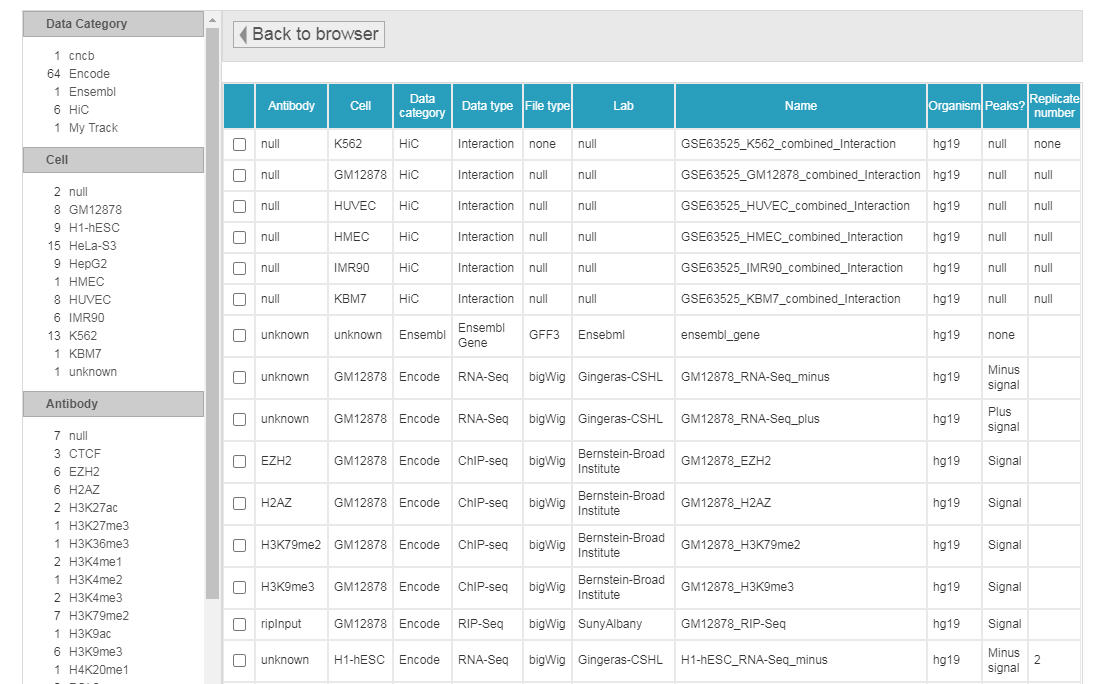 Data Category
1 cncb
64 Encode
1 Ensembl
6 HiC
1 My Track
Cell
2 null
8 GM12878
9 H1-hESC
15 HeLa-S3
9 HepG2
1 HMEC
8 HUVEC
6 IMR90
13 K562
1 KBM7
1 unknown
Antibody
7 null
3 CTCF
6 EZH2
6 H2AZ
2 H3K27ac
1 H3K27me3
1 H3K36me3
2 H3K4me1
1 H3K4me2
2 H3K4me3
7 H3K79me2
1 H3K9ac
6 H3K9me3
1 H4K20me1
Back to browser
Antibody Cell Data category Data type File type Lab Name Organism Peaks? Replicate number
null K562 HiC Interaction none null GSE63525_K562_combined_Interaction hg19 null none
null GM12878 HiC Interaction null null GSE63525_GM12878_combined_Interaction hg19 null null
null HUVEC HiC Interaction null null GSE63525_HUVEC_combined_Interaction hg19 null null
null HMEC HiC Interaction null null GSE63525_HMEC_combined_Interaction hg19 null null
null IMR90 HiC Interaction null null GSE63525_IMR90_combined_Interaction hg19 null null
null KBM7 HiC Interaction null null GSE63525_KBM7_combined_Interaction hg19 null null
unknown unknown Ensembl Ensembl Gene GFF3 Ensebml ensembl_gene hg19 none
unknown GM12878 Encode RNA-Seq bigWig Gingeras-CSHL GM12878_RNA-Seq_minus hg19 Minus signal
unknown GM12878 Encode RNA-Seq bigWig Gingeras-CSHL GM12878_RNA-Seq_plus hg19 Plus signal
EZH2 GM12878 Encode ChIP-seq bigWig Bernstein-Broad Institute GM12878_EZH2 hg19 Signal
H2AZ GM12878 Encode ChIP-seq bigWig Bernstein-Broad Institute GM12878_H2AZ hg19 Signal
H3K79me2 GM12878 Encode ChIP-seq bigWig Bernstein-Broad Institute GM12878_H3K79me2 hg19 Signal
H3K9me3 GM12878 Encode ChIP-seq bigWig Bernstein-Broad Institute GM12878_H3K9me3 hg19 Signal
ripInput GM12878 Encode RIP-Seq bigWig SunyAlbany GM12878_RIP-Seq hg19 Signal
unknown H1-hESC Encode RNA-Seq bigWig Gingeras-CSHL H1-hESC_RNA-Seq_minus hg19 Minus signal 2